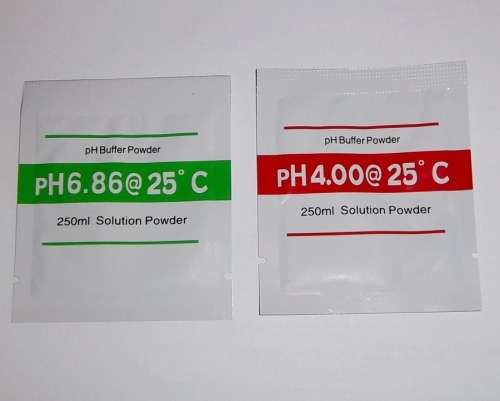 pH Buffer Powder
PH6.86@ 25°C
250ml Solution Powder
pH Buffer Powder
PH4.00@ 25°C
250ml Solution Powder